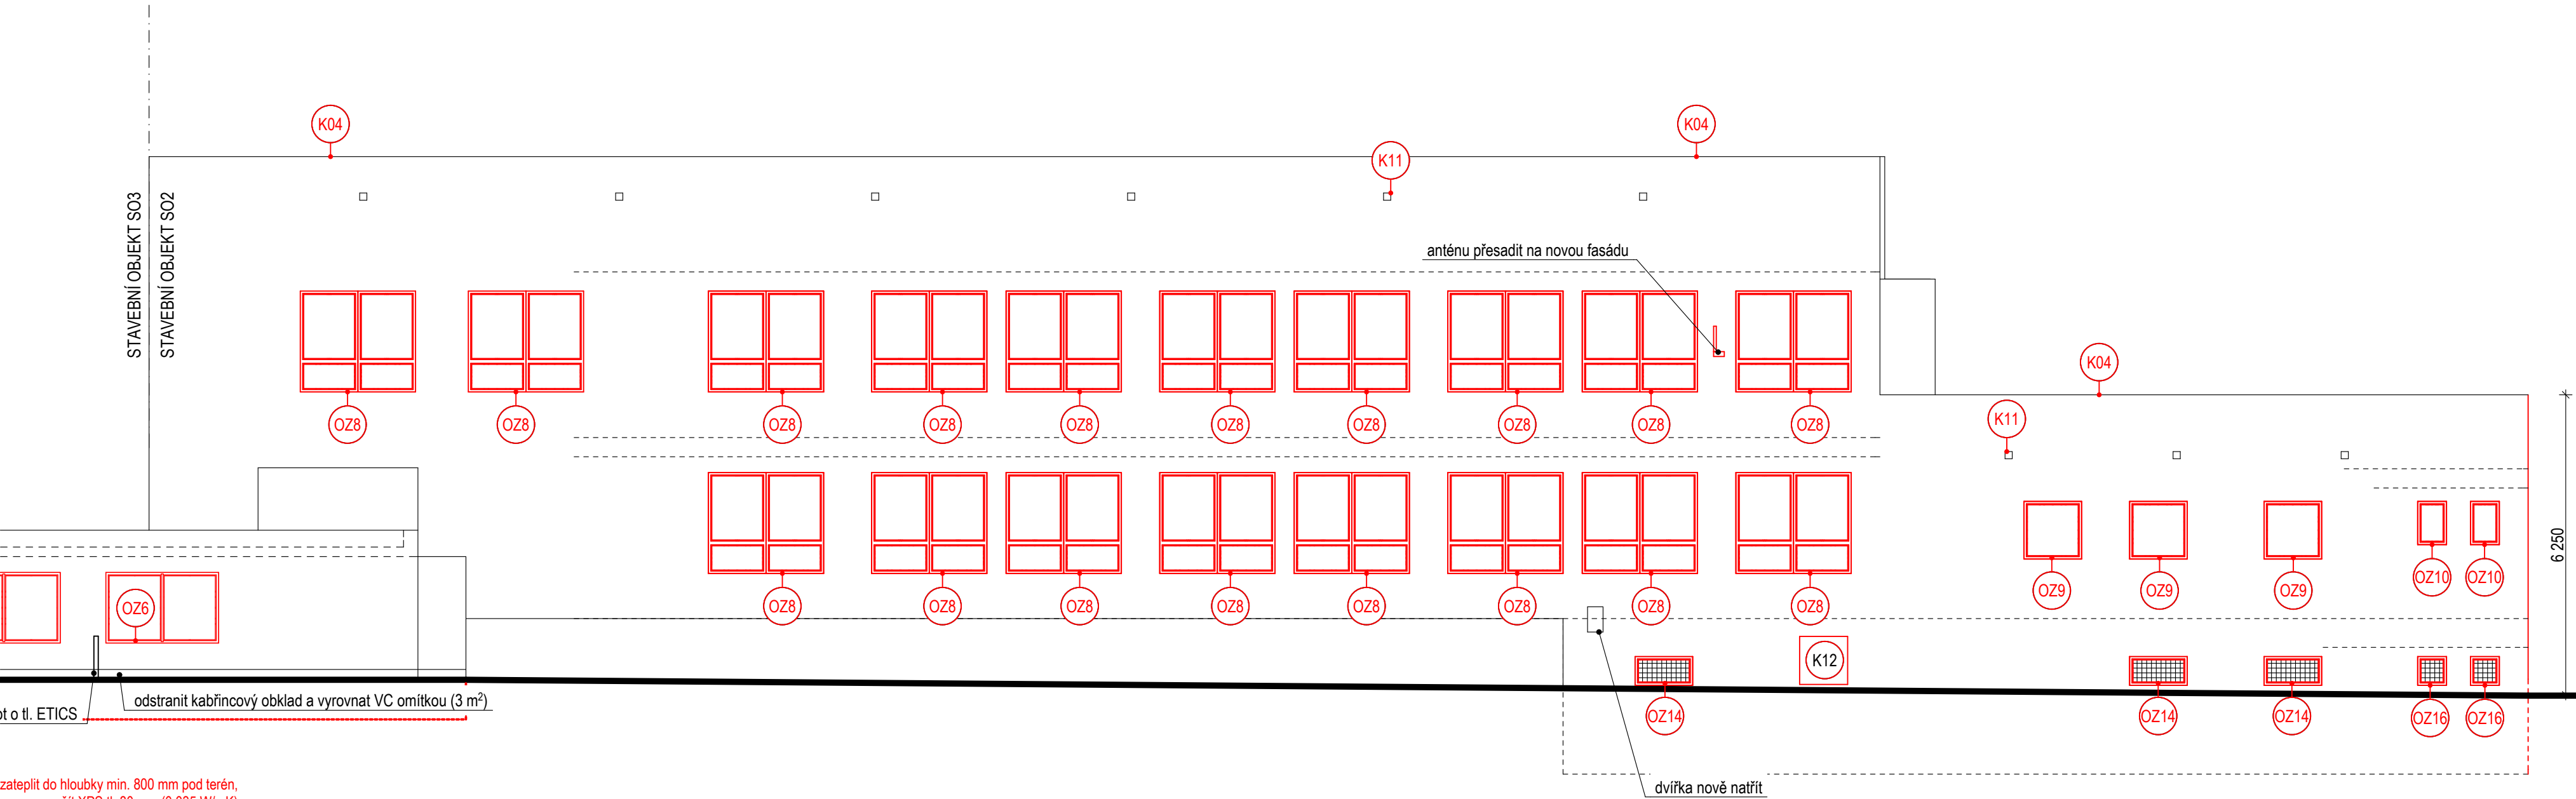 K04
K04
K11
STAVEBNÍ OBJEKT SO3
STAVEBNÍ OBJEKT SO2
anténu přesadit na novou fasádu
K04
K11
OZ8
OZ8
OZ8
OZ8
OZ8
OZ8
OZ8
OZ8
OZ8
OZ8
6 250
OZ9
OZ9
OZ9
OZ10
OZ10
OZ6
OZ8
OZ8
OZ8
OZ8
OZ8
OZ8
OZ8
OZ8
K12
odstranit kabřincový obklad a vyrovnat VC omítkou (3 m²)
o tl. ETICS
OZ14
OZ14
OZ14
OZ16
OZ16
zateplit do hloubky min. 800 mm pod terén,
dvířka nově natřít